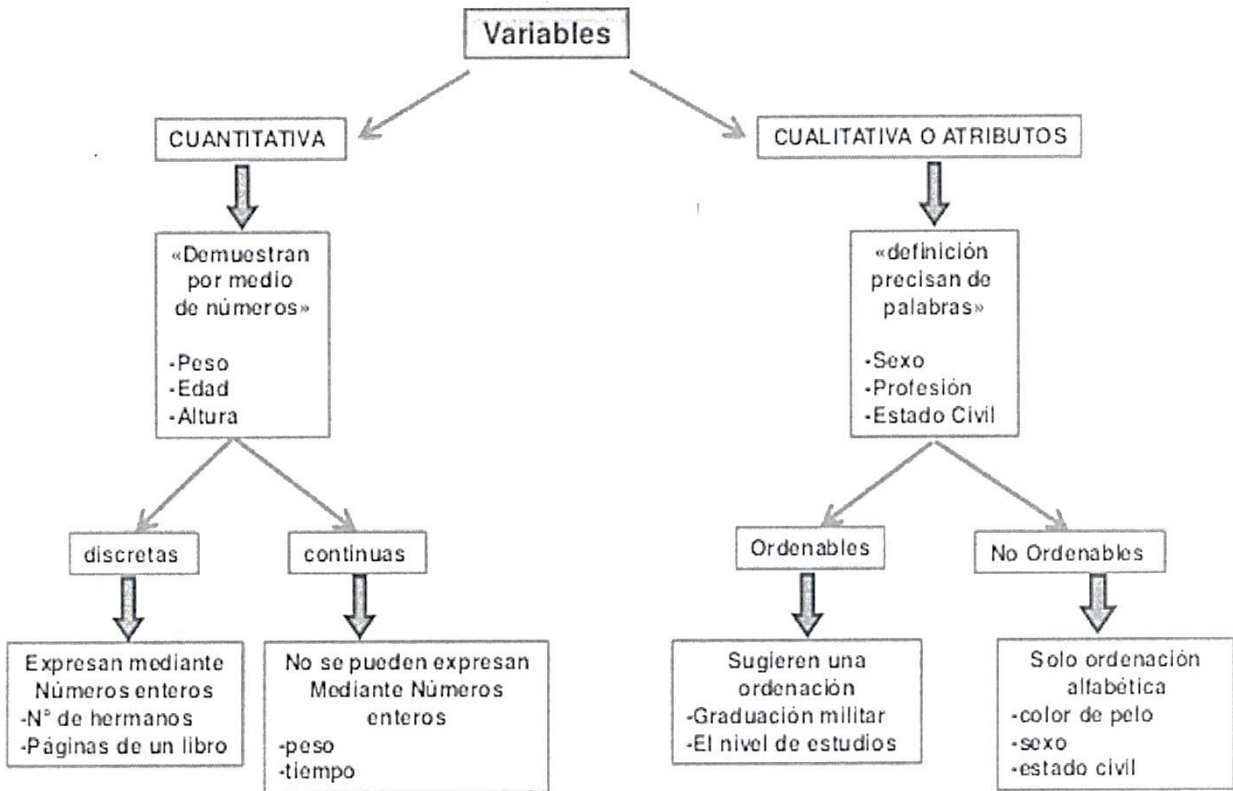 Variables
CUANTITATIVA
CUALITATIVA O ATRIBUTOS
«Demuestran
por medio
de números»
-Peso
-Edad
-Altura
«definición
precisan de
palabras»
-Sexo
-Profesión
-Estado Civil
discretas
continuas
Ordenables
No Ordenables
Expresan mediante
Números enteros
-N° de hermanos
-Páginas de un libro
No se pueden expresan
Mediante Números
enteros
-peso
-tiempo
Sugieren una
ordenación
-Graduación militar
-El nivel de estudios
Solo ordenación
alfabética
-color de pelo
-sexo
-estado civil